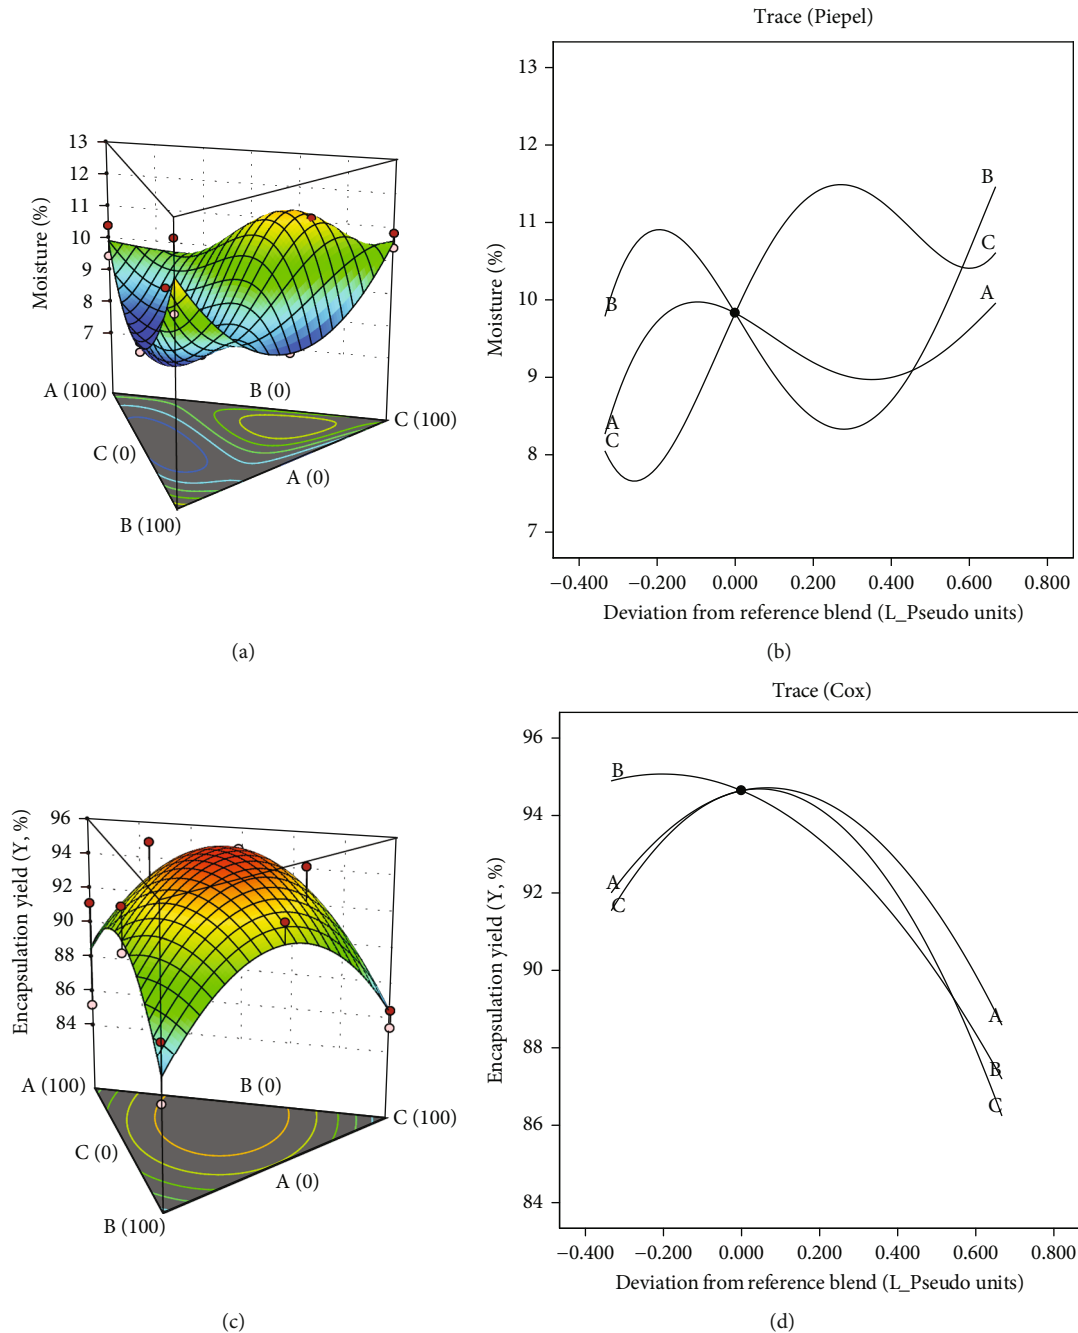 13
12
11
10
9
8
7
Moisture (%)
A (100)
B (0)
C (100)
C (0)
A (0)
B (100)
(a)
Trace (Piepel)
13
12
11
10
9
8
7
Moisture (%)
B
A
C
B
C
A
−0.400 −0.200 0.000 0.200 0.400 0.600 0.800
Deviation from reference blend (L_Pseudo units)
(b)
96
94
92
90
88
86
84
Encapsulation yield (Y, %)
A (100)
B (0)
C (100)
C (0)
A (0)
B (100)
(c)
Trace (Cox)
96
94
92
90
88
86
84
Encapsulation yield (Y, %)
B
A
C
A
B
C
−0.400 −0.200 0.000 0.200 0.400 0.600 0.800
Deviation from reference blend (L_Pseudo units)
(d)